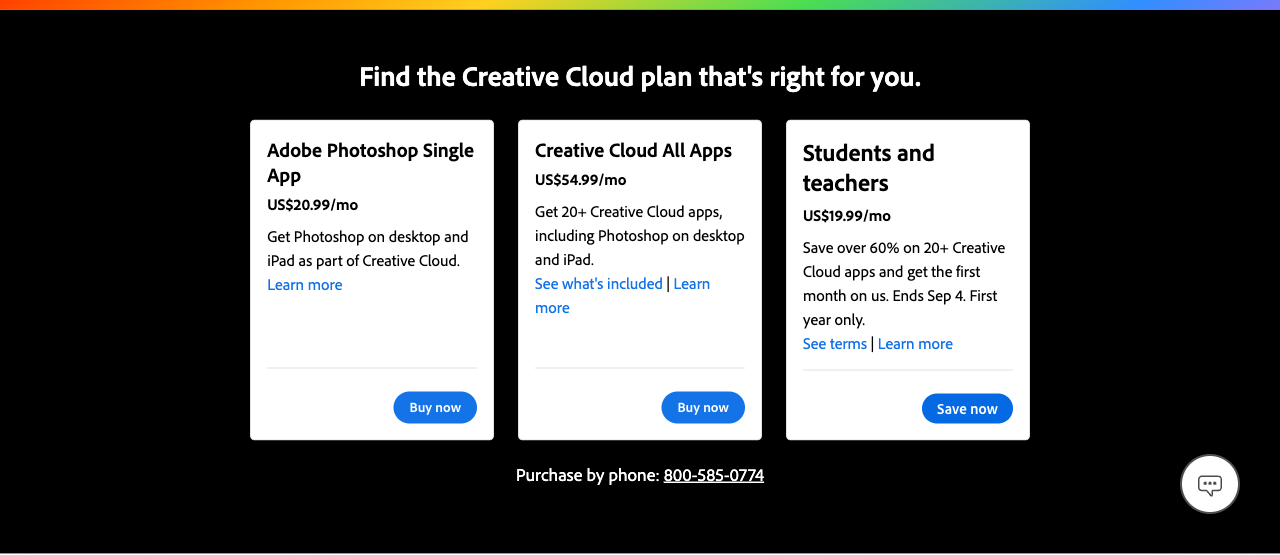 Find the Creative Cloud plan that's right for you.
Adobe Photoshop Single
App
US$20.99/mo
Get Photoshop on desktop and
iPad as part of Creative Cloud.
Learn more
Buy now
Creative Cloud All Apps
US$54.99/mo
Get 20+ Creative Cloud apps,
including Photoshop on desktop
and iPad.
See what's included | Learn
more
Buy now
Students and
teachers
US$19.99/mo
Save over 60% on 20+ Creative
Cloud apps and get the first
month on us. Ends Sep 4. First
year only.
See terms | Learn more
Save now
Purchase by phone: 800-585-0774